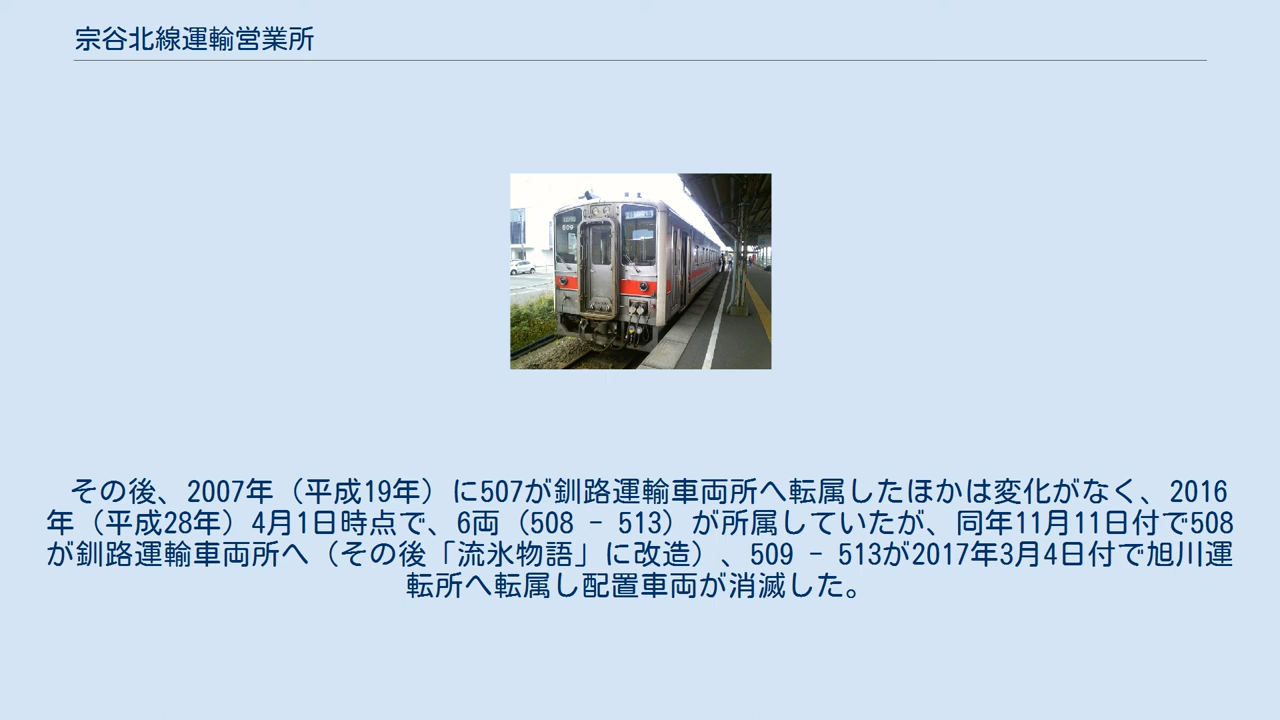 宗谷北線運輸営業所
509
その後、2007年（平成19年）に507が釧路運輸車両所へ転属したほかは変化がなく、2016
年（平成28年）4月1日時点で、6両（508 - 513）が所属していたが、同年11月11日付で508
が釧路運輸車両所へ（その後「流氷物語」に改造）、509 - 513が2017年3月4日付で旭川運
転所へ転属し配置車両が消滅した。